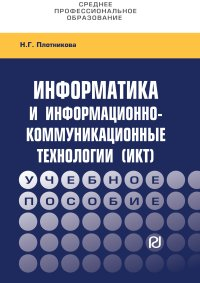 СРЕДНЕЕ
ПРОФЕССИОНАЛЬНОЕ
ОБРАЗОВАНИЕ
Н.Г. Плотникова
ИНФОРМАТИКА
И ИНФОРМАЦИОННО-
КОММУНИКАЦИОННЫЕ
ТЕХНОЛОГИИ (ИКТ)
УЧЕБНОЕ
ПОСОБИЕ